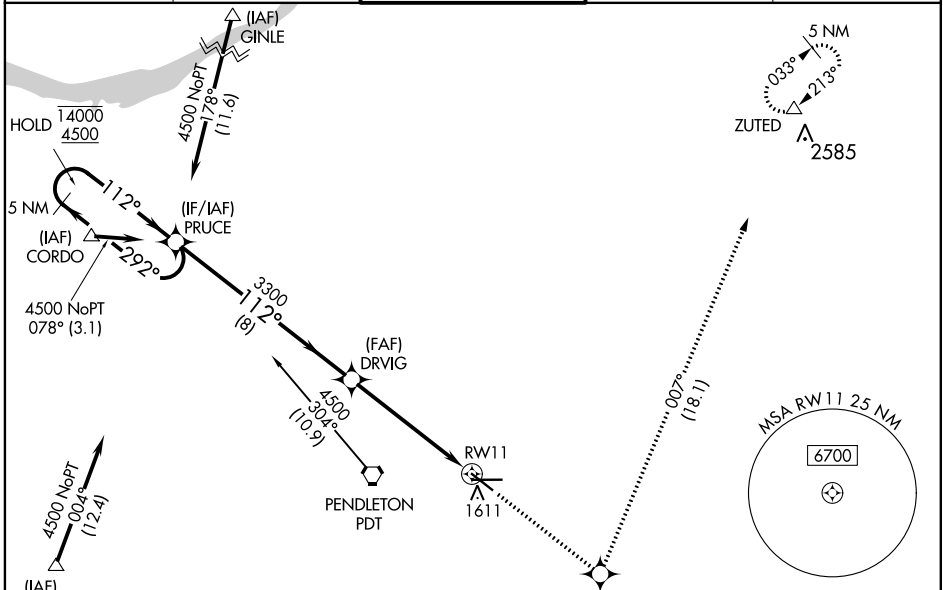 (IAF)
GINLE
4500 NoPT
178°
(11.6)
HOLD
14000
4500
5 NM
112°
(IF/IAF)
PRUCE
(IAF)
CORDO
292°
4500 NoPT
078° (3.1)
3300
112°
(8)
(FAF)
DRVIG
4500
304°
(10.9)
PENDLETON
PDT
RW11
1611
5 NM
033°
213°
ZUTED
2585
007°
(18.1)
MSA RW11 25 NM
6700
4500 NoPT
004°
(12.4)
(IAF)